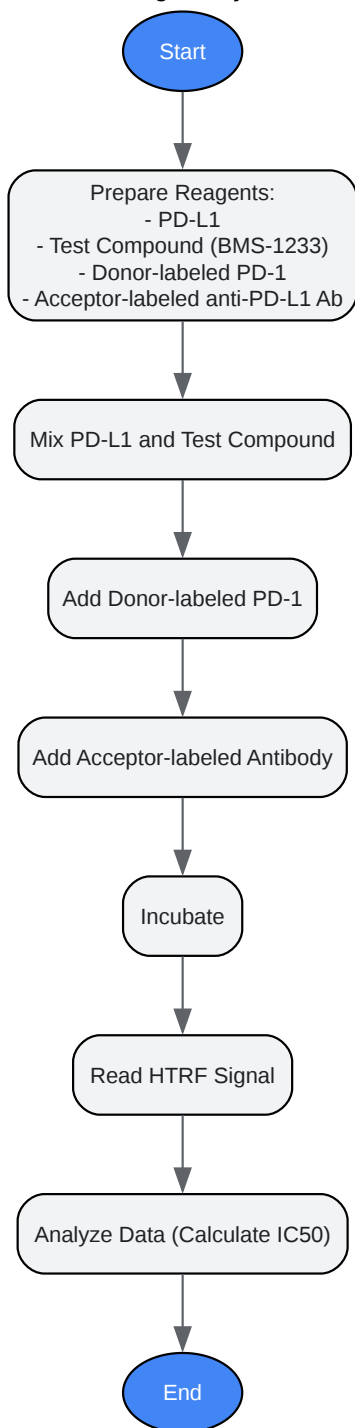 Start
Prepare Reagents:
- PD-L1
- Test Compound (BMS-1233)
- Donor-labeled PD-1
- Acceptor-labeled anti-PD-L1 Ab
Mix PD-L1 and Test Compound
Add Donor-labeled PD-1
Add Acceptor-labeled Antibody
Incubate
Read HTRF Signal
Analyze Data (Calculate IC50)
End